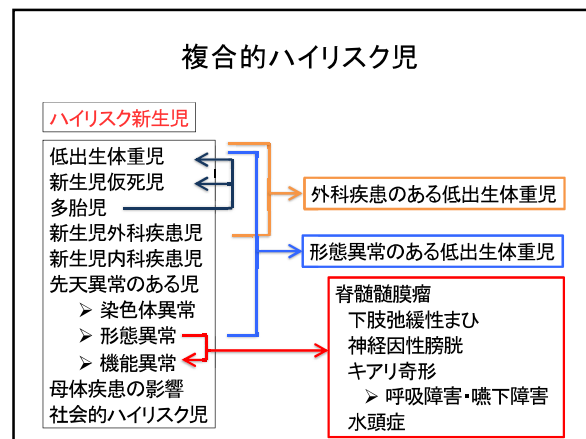 複合的ハイリスク児
ハイリスク新生児
低出生体重児
新生児仮死児
多胎児
新生児外科疾患児
新生児内科疾患児
先天異常のある児
➢ 染色体異常
➢ 形態異常
➢ 機能異常
母体疾患の影響
社会的ハイリスク児
外科疾患のある低出生体重児
形態異常のある低出生体重児
脊髄髄膜瘤
下肢弛緩性まひ
神経因性膀胱
キアリ奇形
➢ 呼吸障害・嚥下障害
水頭症